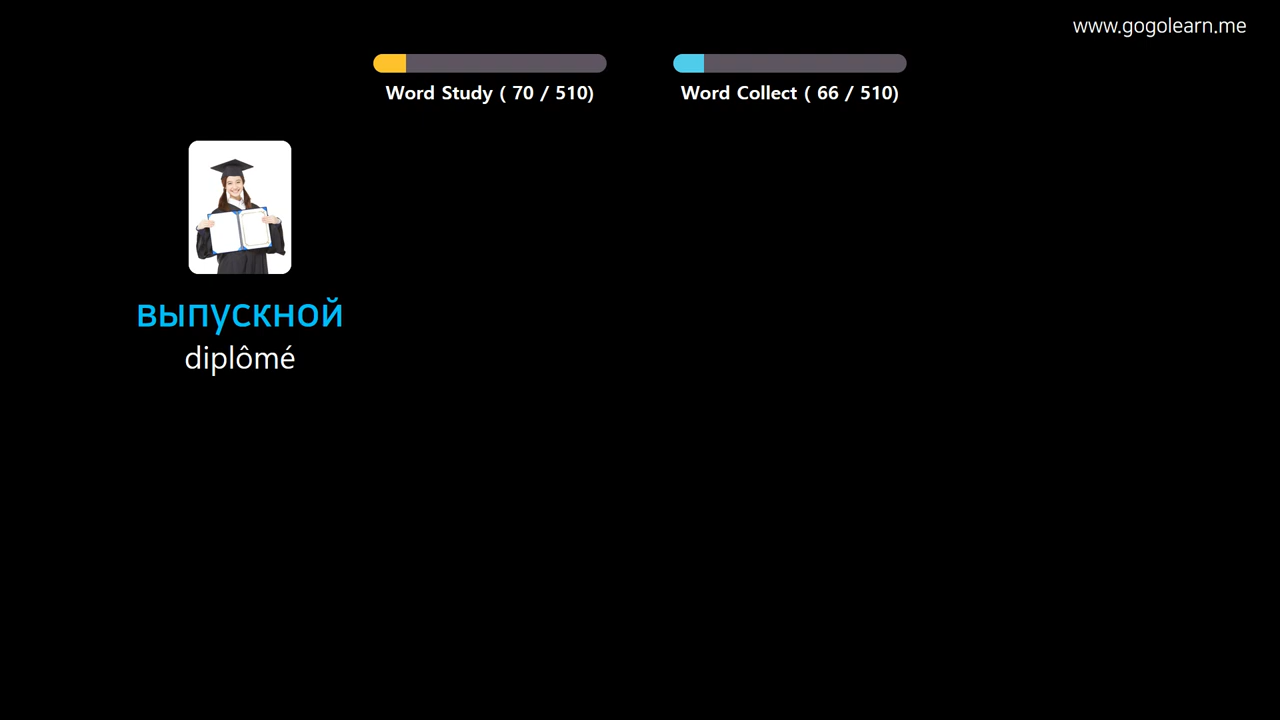 www.gogolearn.me
Word Study ( 70 / 510)
Word Collect ( 66 / 510)
выпускной
diplômé